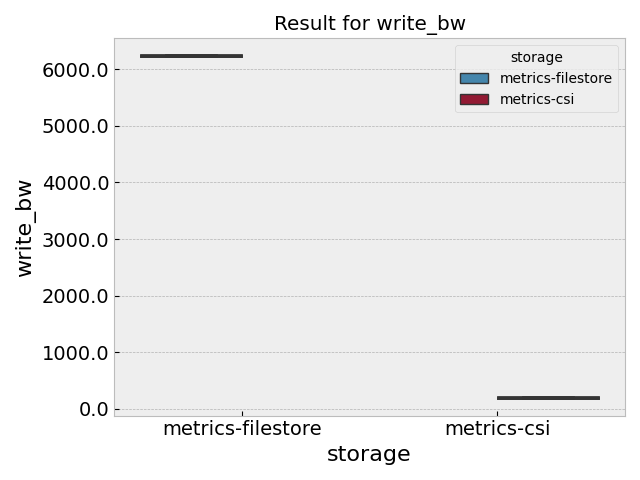 Result for write_bw
storage
metrics-filestore
metrics-csi
write_bw
6000.0
5000.0
4000.0
3000.0
2000.0
1000.0
0.0
metrics-filestore
metrics-csi
storage